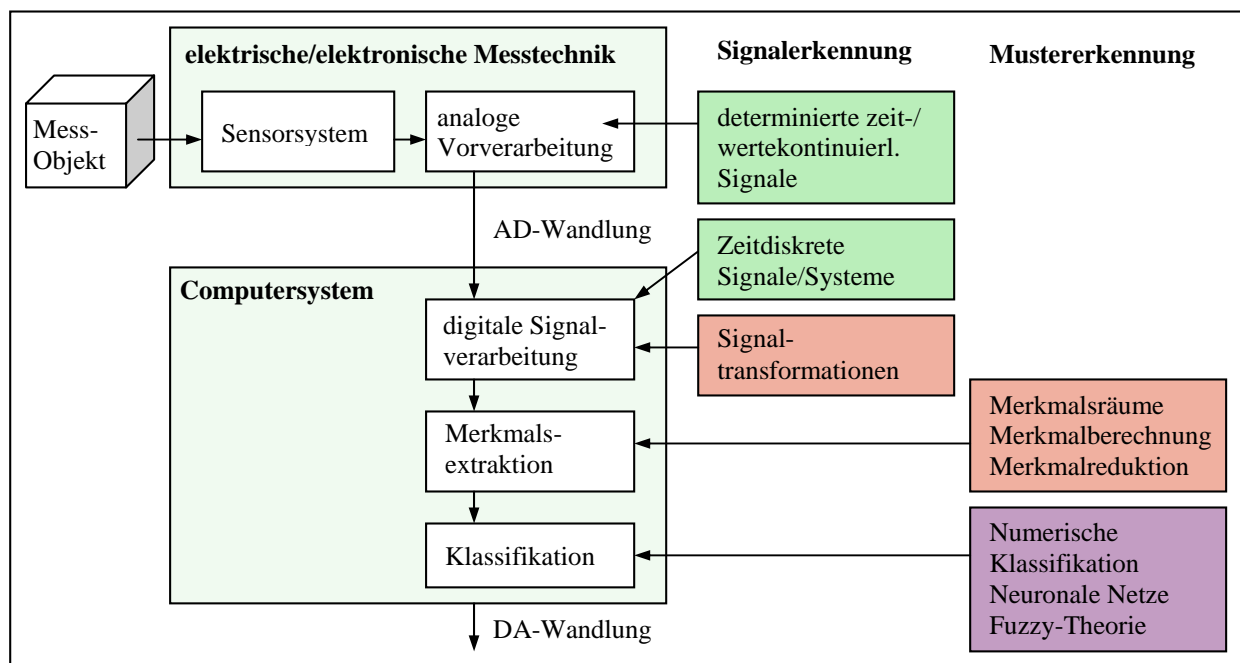 elektrische/elektronische Messtechnik
Signalerkennung
Mustererkennung
Mess-
Objekt
Sensorsystem
analoge
Vorverarbeitung
determinierte zeit-/
wertekontinuierl.
Signale
AD-Wandlung
Zeitdiskrete
Signale/Systeme
Computersystem
digitale Signal-
verarbeitung
Signal-
transformationen
Merkmals-
extraktion
Merkmalsräume
Merkmalberechnung
Merkmalreduktion
Klassifikation
Numerische
Klassifikation
Neuronale Netze
Fuzzy-Theorie
DA-Wandlung